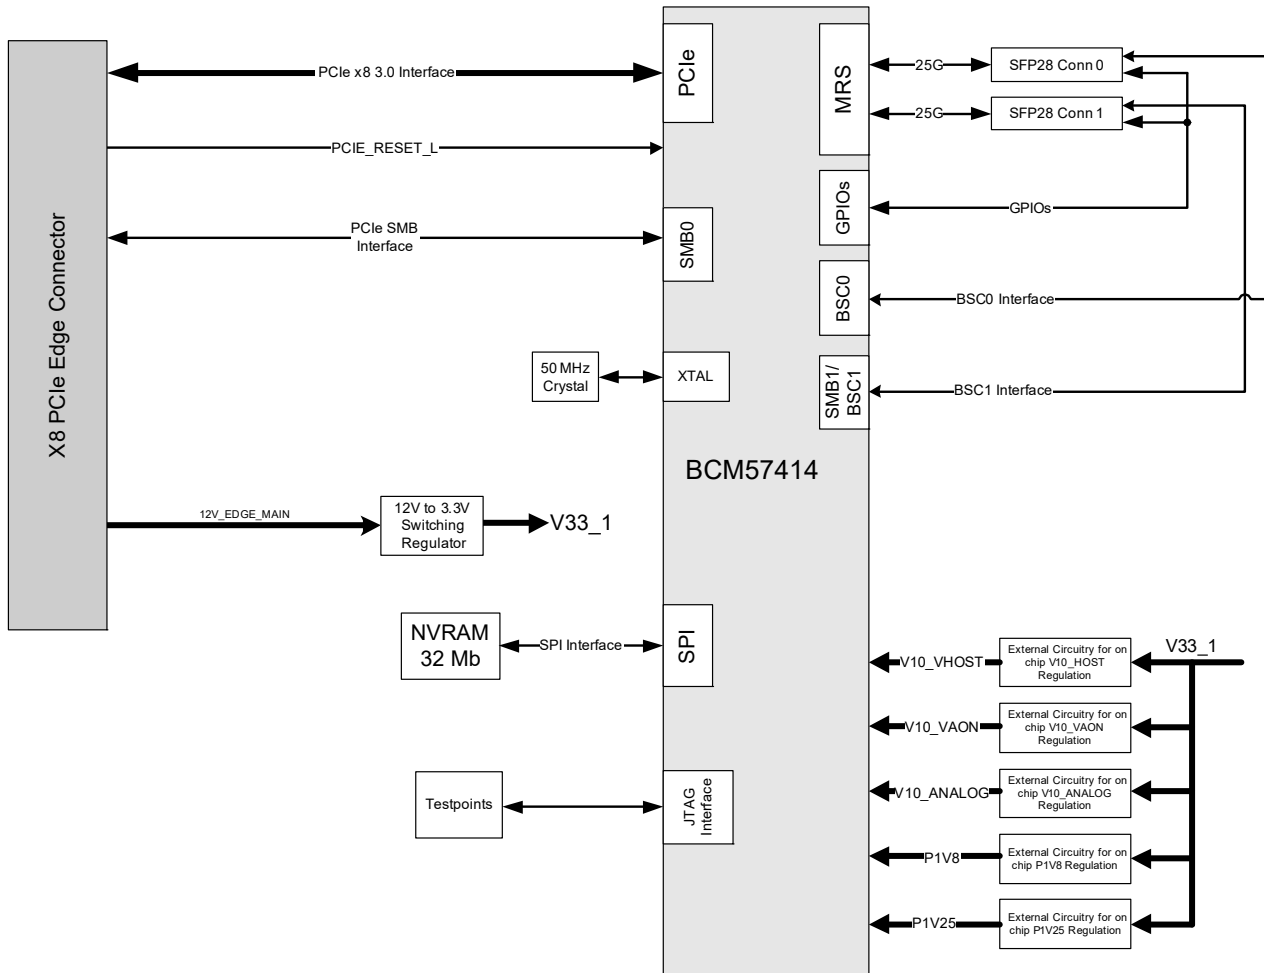 X8 PCIe Edge Connector
PCIe x8 3.0 Interface
PCIe
PCIE_RESET_L
PCIe SMB
Interface
SMB0
50 MHz
Crystal
XTAL
12V_EDGE_MAIN
12V to 3.3V
Switching
Regulator
V33_1
NVRAM
32 Mb
SPI Interface
SPI
Testpoints
JTAG
Interface
BCM57414
MRS
25G
SFP28 Conn 0
25G
SFP28 Conn 1
GPIOs
GPIOs
BSC0
BSC0 Interface
SMB1/
BSC1
BSC1 Interface
V33_1
V10_VHOST
External Circuitry for on
chip V10_HOST
Regulation
V10_VAON
External Circuitry for on
chip V10_VAON
Regulation
V10_ANALOG
External Circuitry for on
chip V10_ANALOG
Regulation
P1V8
External Circuitry for on
chip P1V8 Regulation
P1V25
External Circuitry for on
chip P1V25 Regulation